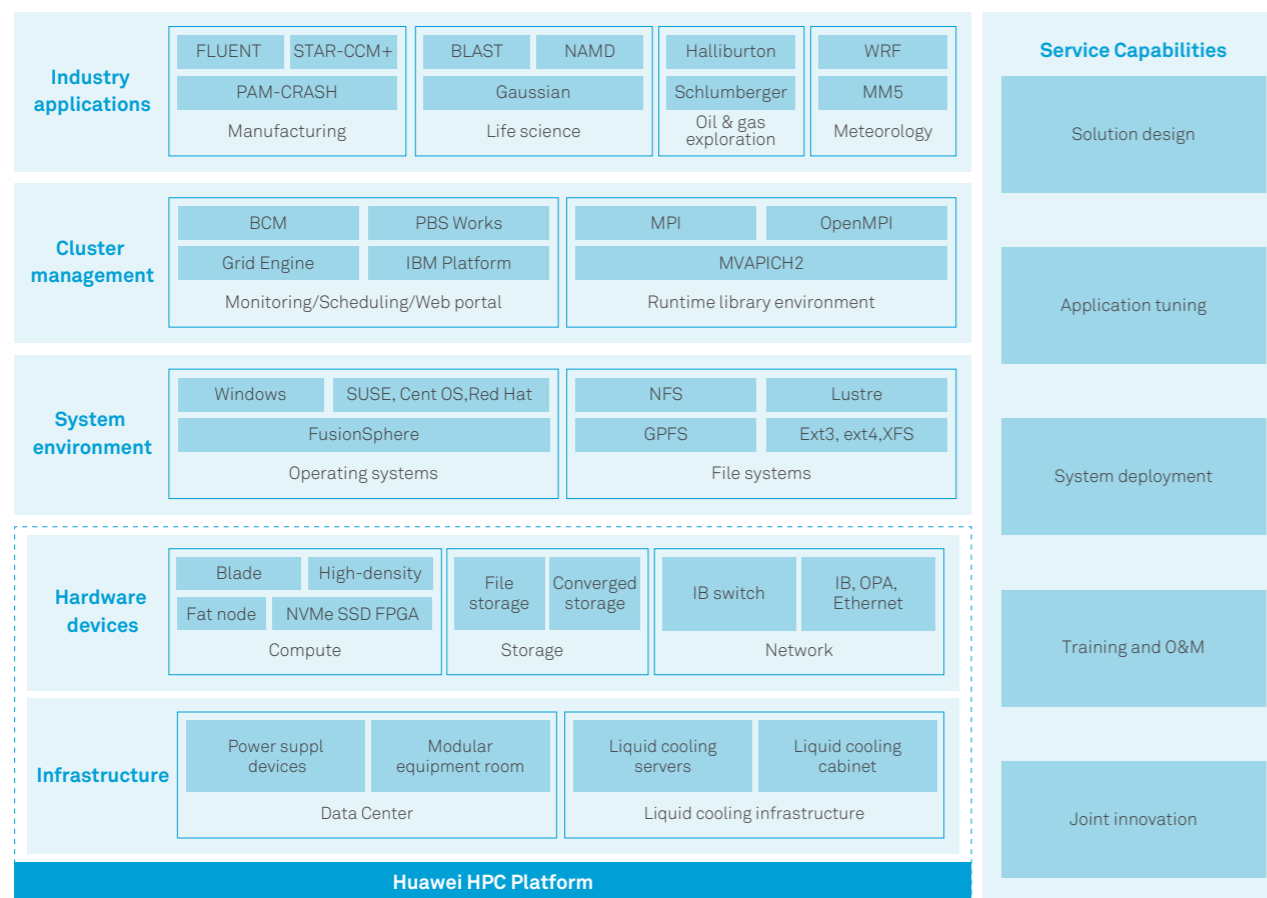 Industry
applications
FLUENT
STAR-CCM+
PAM-CRASH
Manufacturing
BLAST
NAMD
Gaussian
Life science
Halliburton
Schlumberger
Oil & gas
exploration
WRF
MM5
Meteorology
Cluster
management
BCM
PBS Works
Grid Engine
IBM Platform
Monitoring/Scheduling/Web portal
MPI
OpenMPI
MVAPICH2
Runtime library environment
System
environment
Windows
SUSE, Cent OS,Red Hat
FusionSphere
Operating systems
NFS
Lustre
GPFS
Ext3, ext4,XFS
File systems
Hardware
devices
Blade
High-density
Fat node
NVMe SSD FPGA
Compute
File
storage
Converged
storage
Storage
IB switch
IB, OPA,
Ethernet
Network
Infrastructure
Power suppl
devices
Modular
equipment room
Data Center
Liquid cooling
servers
Liquid cooling
cabinet
Liquid cooling infrastructure
Huawei HPC Platform
Service Capabilities
Solution design
Application tuning
System deployment
Training and O&M
Joint innovation